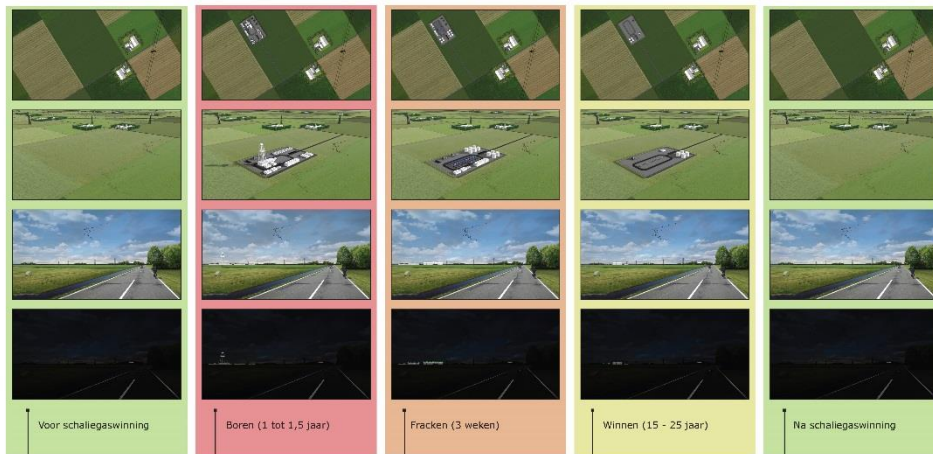 Voor schaliegaswinning
Boren (1 tot 1,5 jaar)
Fracken (3 weken)
Winnen (15 - 25 jaar)
Na schaliegaswinning